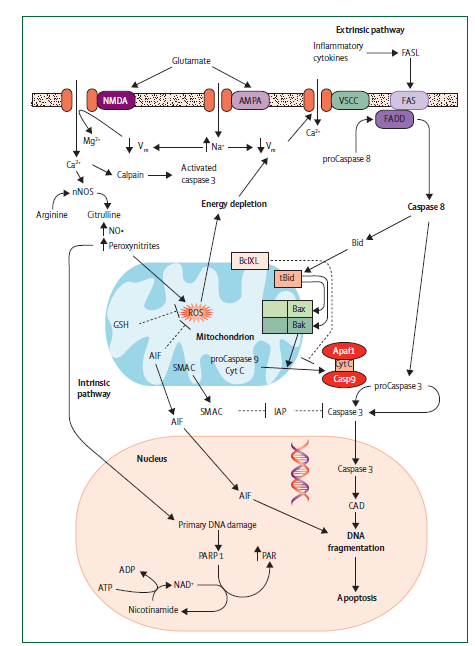 Extrinsic pathway
Inflammatory
cytokines
FASL
Glutamate
NMDA
AMPA
VSCC
FAS
FADD
Mg²⁺
Vm
Na⁺
Vm
Ca²⁺
proCaspase 8
Ca²⁺
Calpain
Activated
caspase 3
nNOS
Energy depletion
Caspase 8
Arginine
Citrulline
NO•
Peroxynitrites
Bid
BclXL
tBid
ROS
Bax
Bak
GSH
Mitochondrion
AIF
SMAC
proCaspase 9
Cyt C
Apaf1
Cyt C
Casp9
Intrinsic
pathway
proCaspase 3
SMAC
IAP
Caspase 3
AIF
Nucleus
Caspase 3
AIF
CAD
Primary DNA damage
DNA
fragmentation
PARP 1
PAR
ADP
ATP
NAD⁺
Nicotinamide
Apoptosis